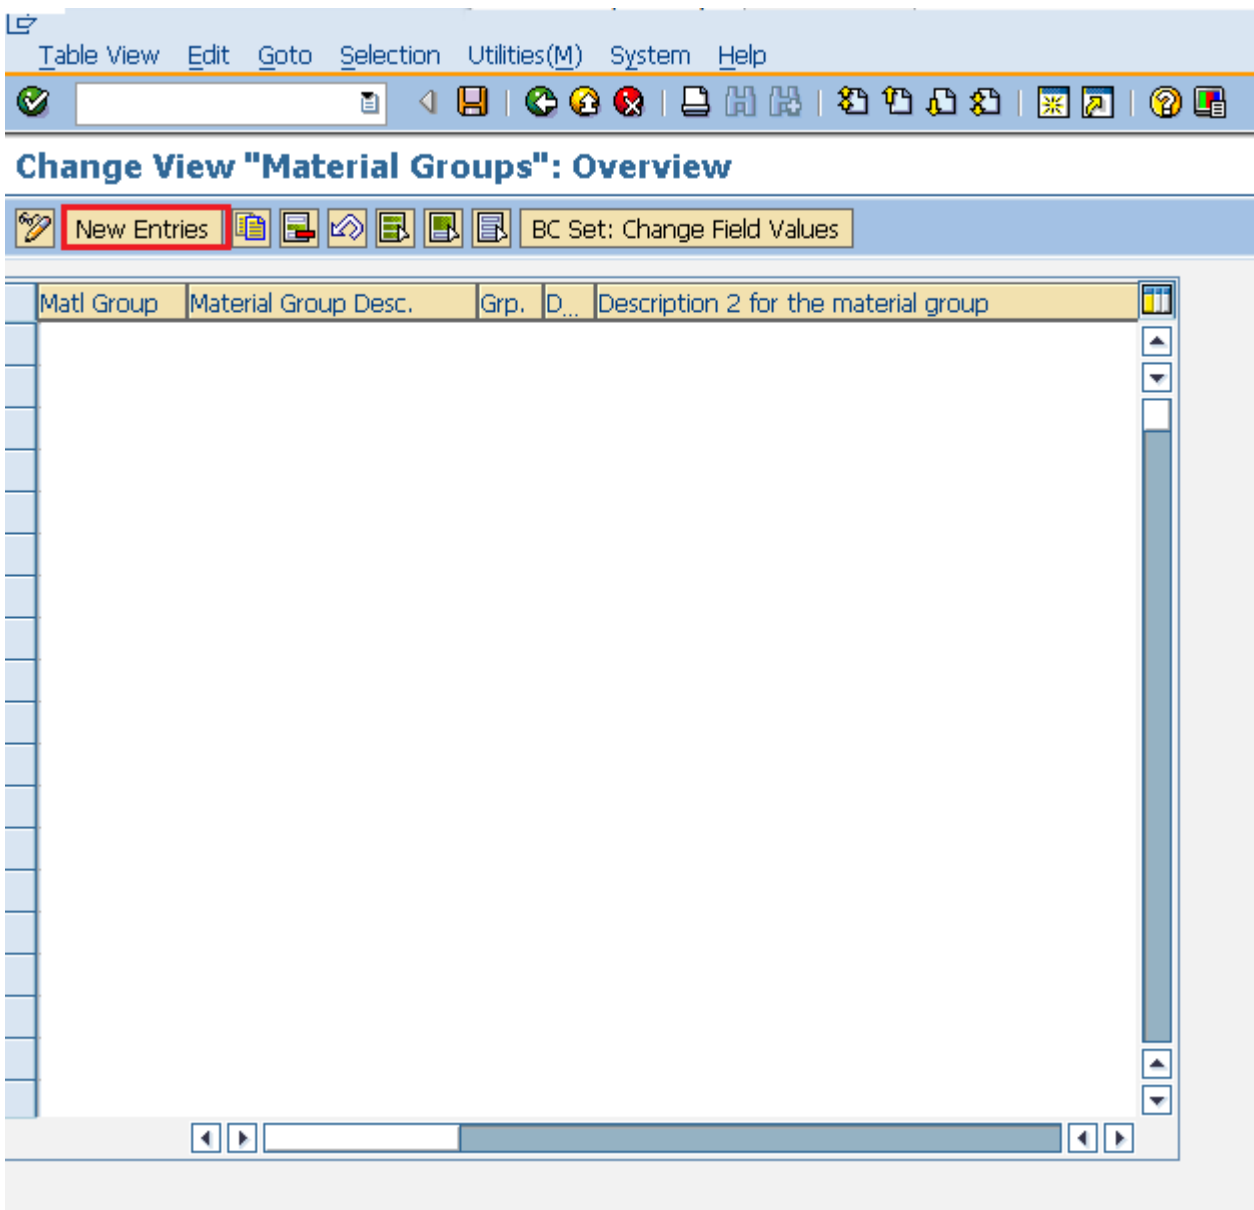 Table View Edit Goto Selection Utilities(M) System Help
Change View "Material Groups": Overview
New Entries BC Set: Change Field Values
Matl Group Material Group Desc. Grp. D... Description 2 for the material group